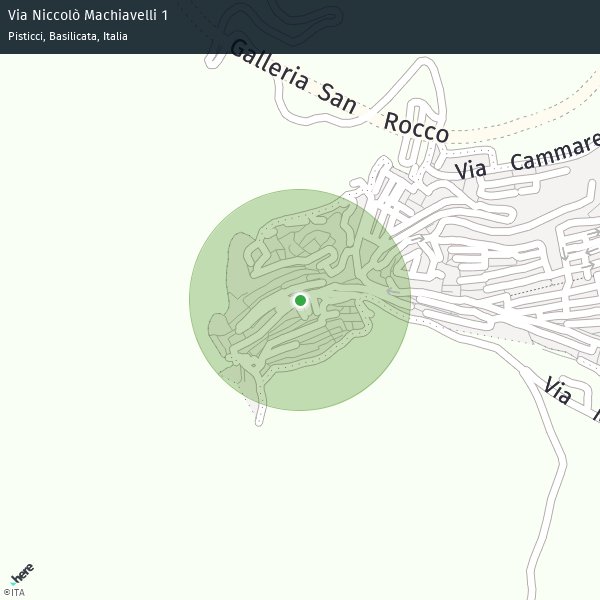 Via Niccolò Machiavelli 1
Pisticci, Basilicata, Italia
Galleria San Rocco
Via Cammare
Via
here
©ITA